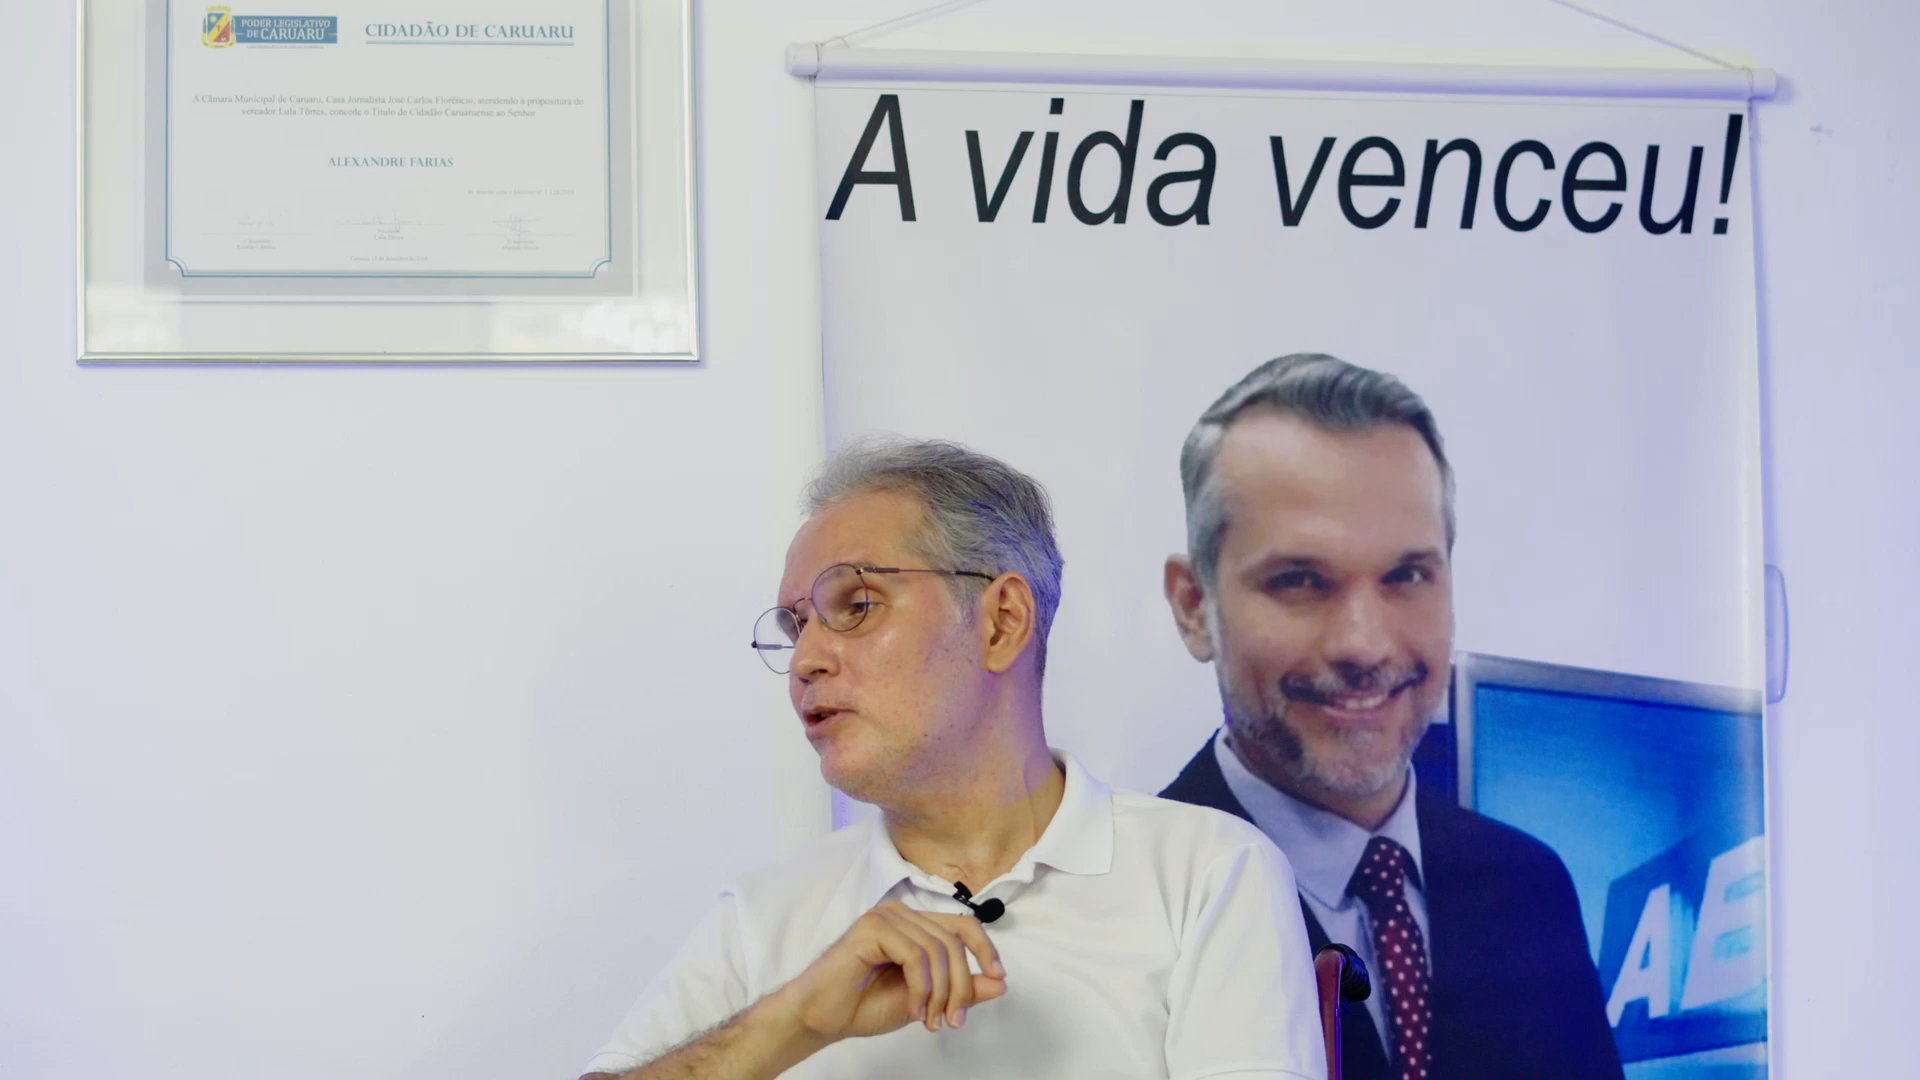 PODER LEGISLATIVO
DE CARUARU
CIDADÃO DE CARUARU
A Câmara Municipal de Caruaru, Casa Jornalista José Carlos Florêncio, atendendo à propositura do
vereador Lula Tôrres, concede o Título de Cidadão Caruaruense ao Senhor
ALEXANDRE FARIAS
A vida venceu!
AB